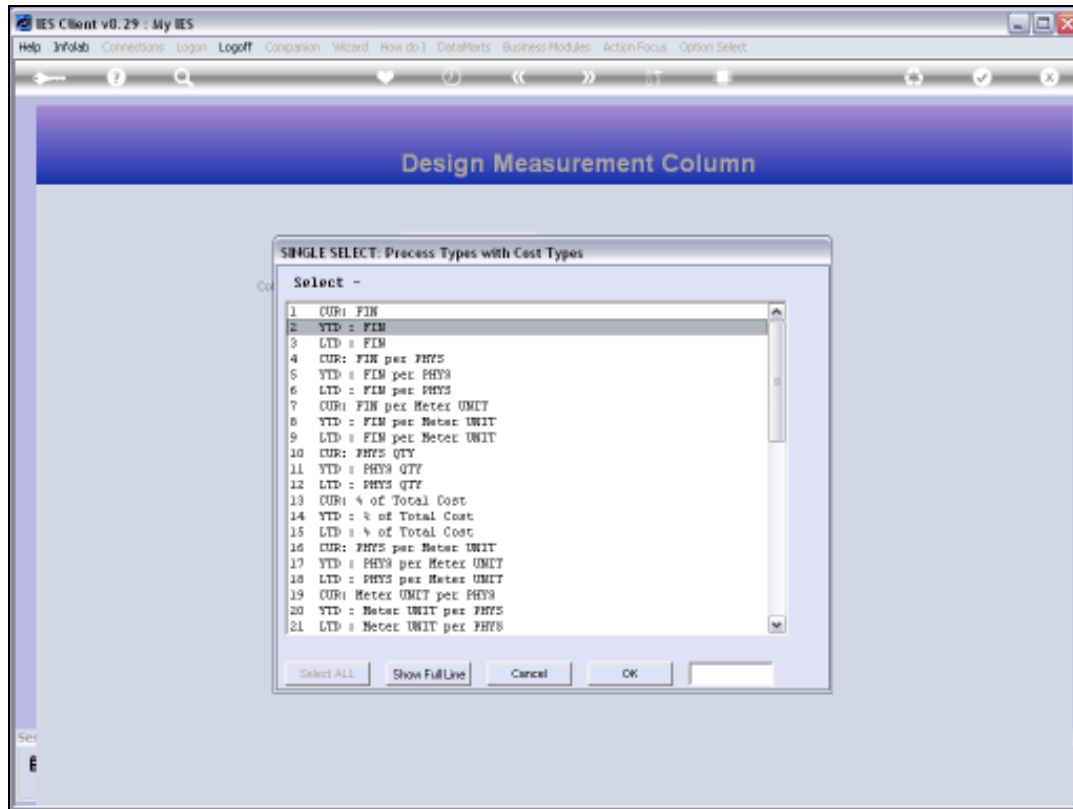 IES Client v8.29 : My IES
Help Infolab Connections Logon Logoff Companion Wizard How do I DataMarts Business Modules Action Focus Option Select
Design Measurement Column
SINGLE SELECT: Process Types with Cost Types
Select -
1 CUR: FIN
2 YTD : FIN
3 LTD : FIN
4 CUR: FIN per PHYS
5 YTD : FIN per PHYS
6 LTD : FIN per PHYS
7 CUR: FIN per Meter UNIT
8 YTD : FIN per Meter UNIT
9 LTD : FIN per Meter UNIT
10 CUR: PHYS QTY
11 YTD : PHYS QTY
12 LTD : PHYS QTY
13 CUR: % of Total Cost
14 YTD : % of Total Cost
15 LTD : % of Total Cost
16 CUR: PHYS per Meter UNIT
17 YTD : PHYS per Meter UNIT
18 LTD : PHYS per Meter UNIT
19 CUR: Meter UNIT per PHYS
20 YTD : Meter UNIT per PHYS
21 LTD : Meter UNIT per PHYS
Select ALL Show Full Line Cancel OK